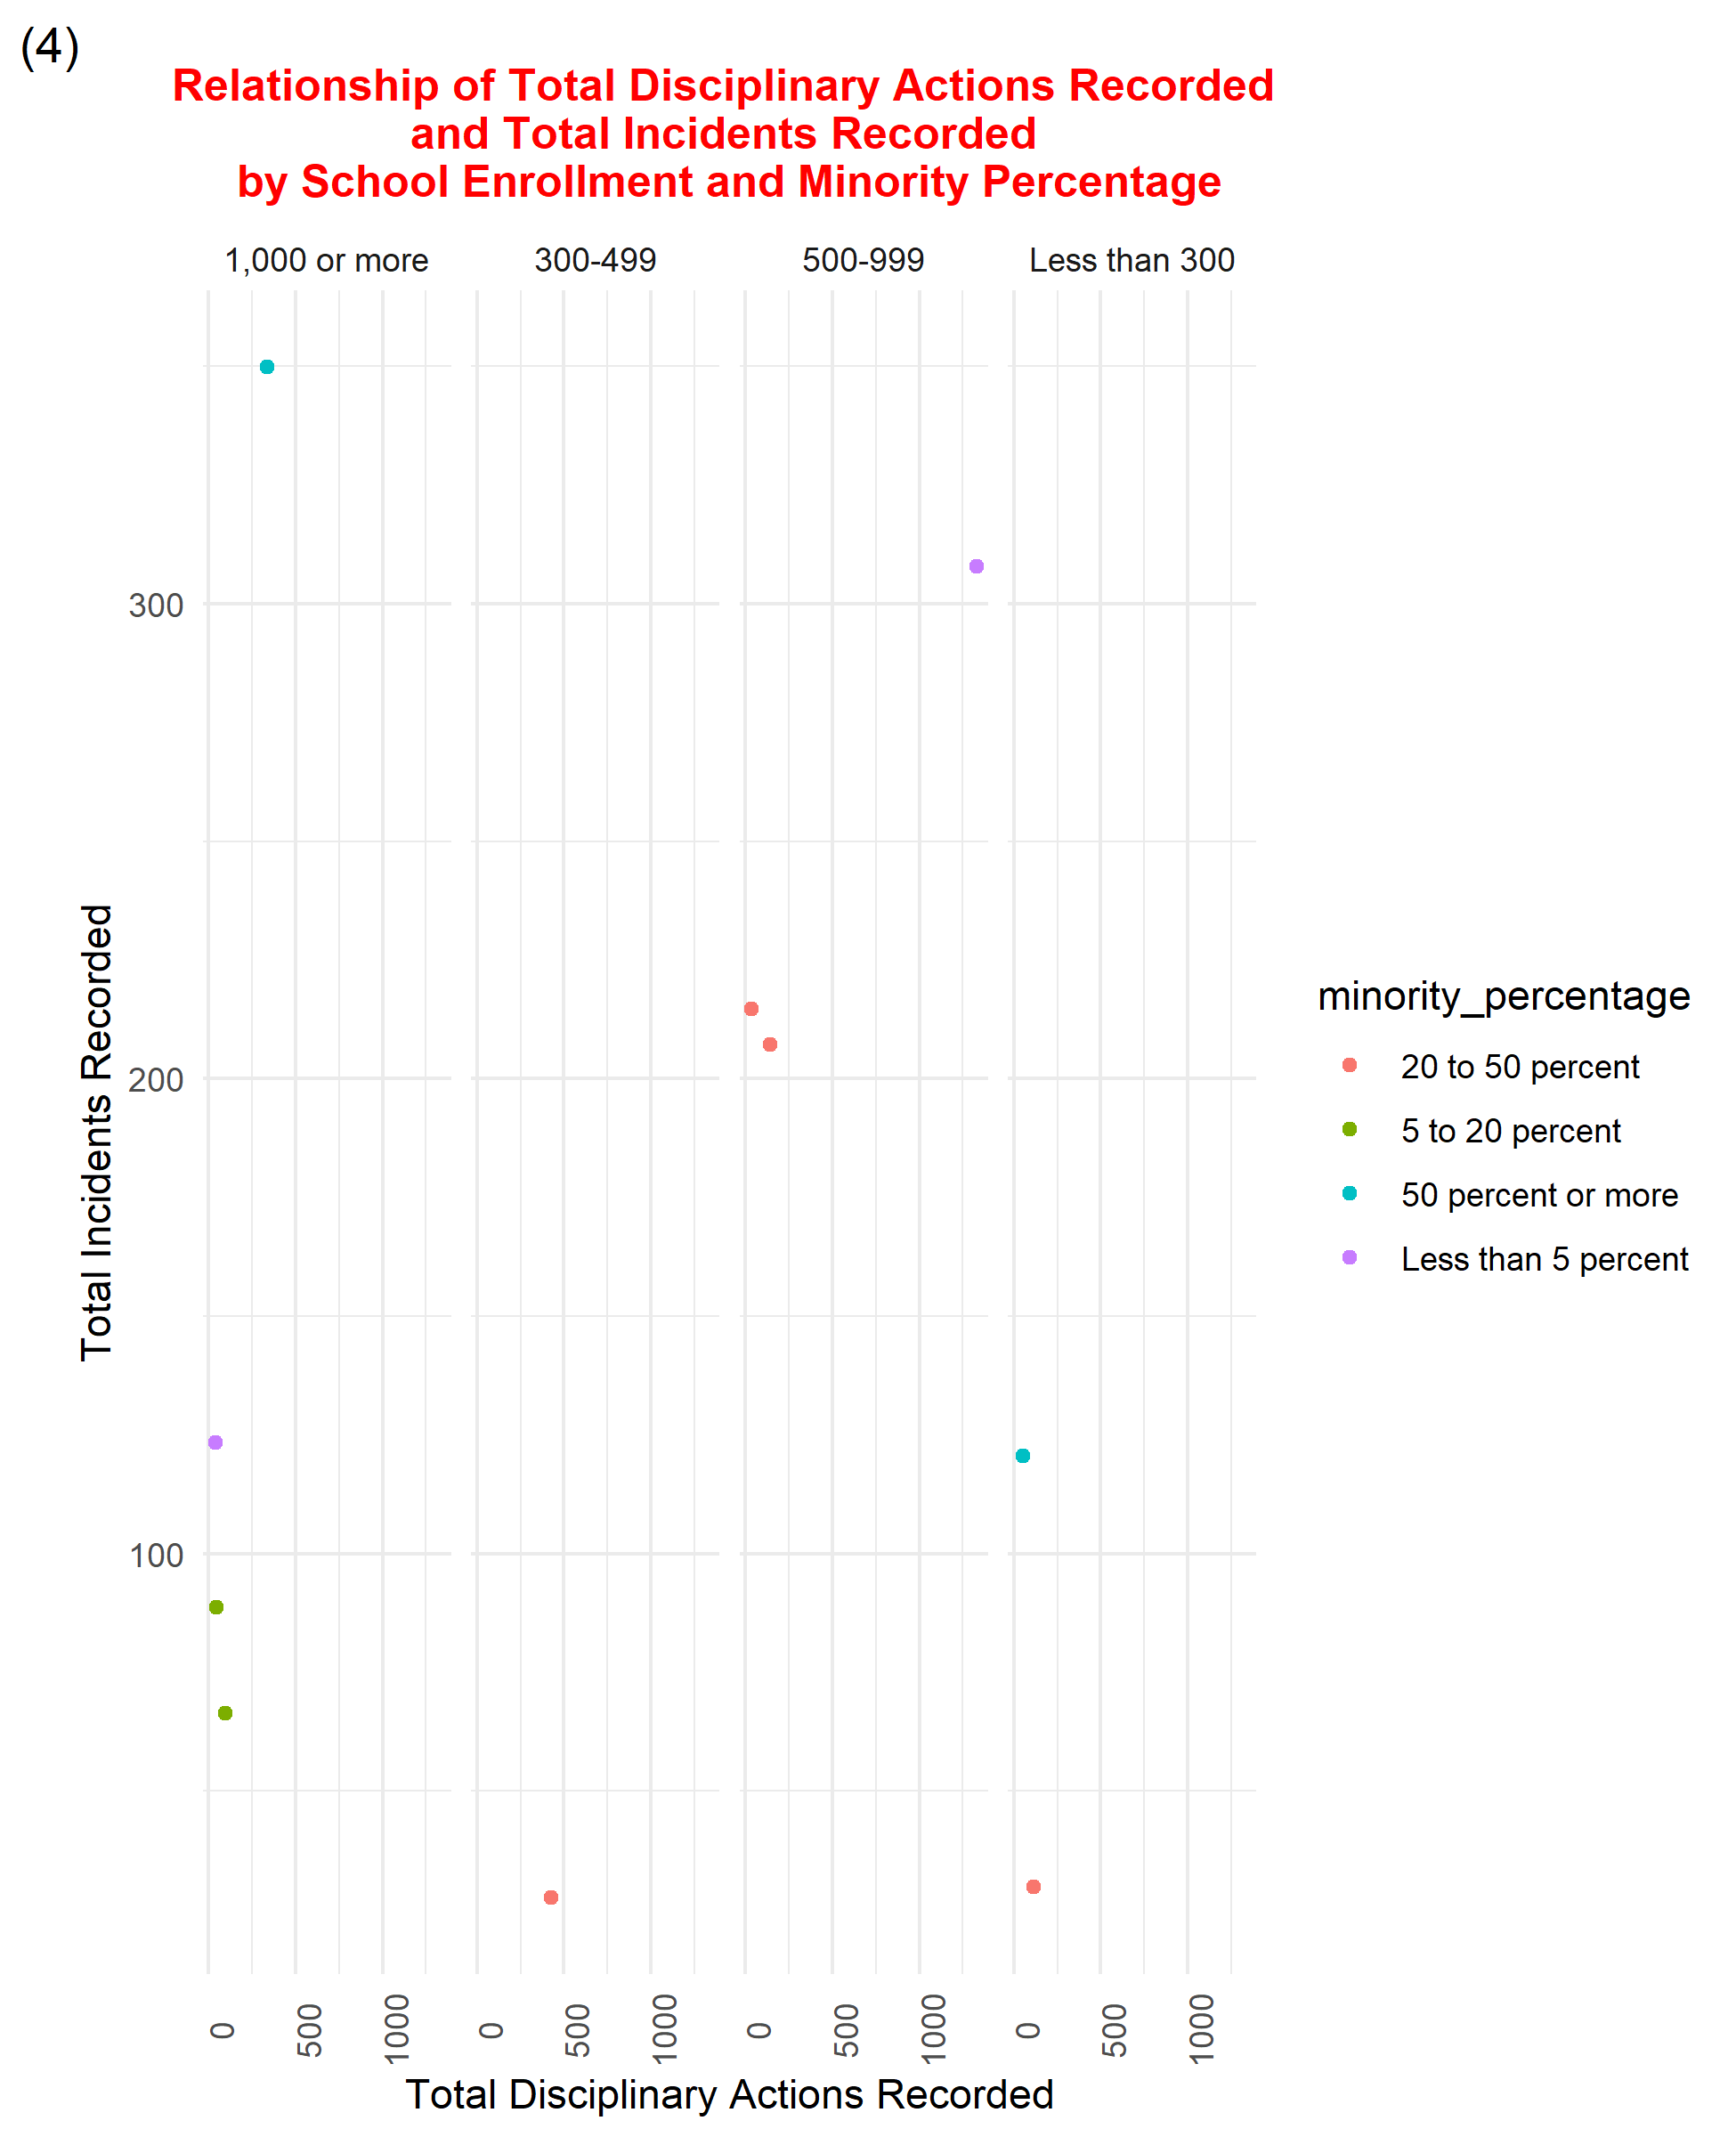 (4)
Relationship of Total Disciplinary Actions Recorded
and Total Incidents Recorded
by School Enrollment and Minority Percentage
1,000 or more
300-499
500-999
Less than 300
300
200
100
Total Incidents Recorded
0
500
1000
0
500
1000
0
500
1000
0
500
1000
Total Disciplinary Actions Recorded
minority_percentage
20 to 50 percent
5 to 20 percent
50 percent or more
Less than 5 percent